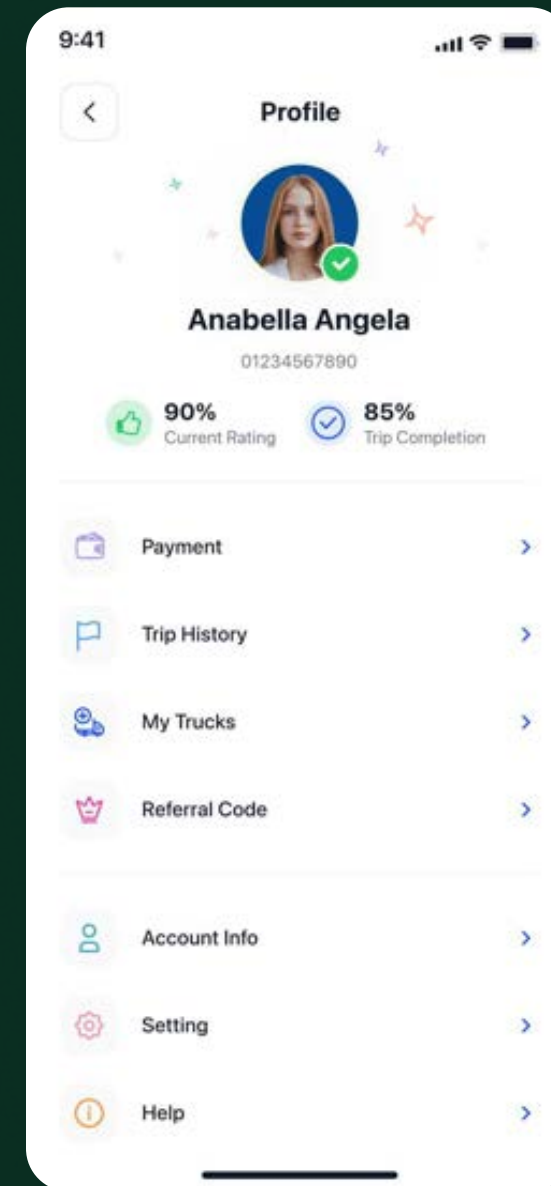 9:41
Profile
Anabella Angela
01234567890
90%
Current Rating
85%
Trip Completion
Payment
Trip History
My Trucks
Referral Code
Account Info
Setting
Help